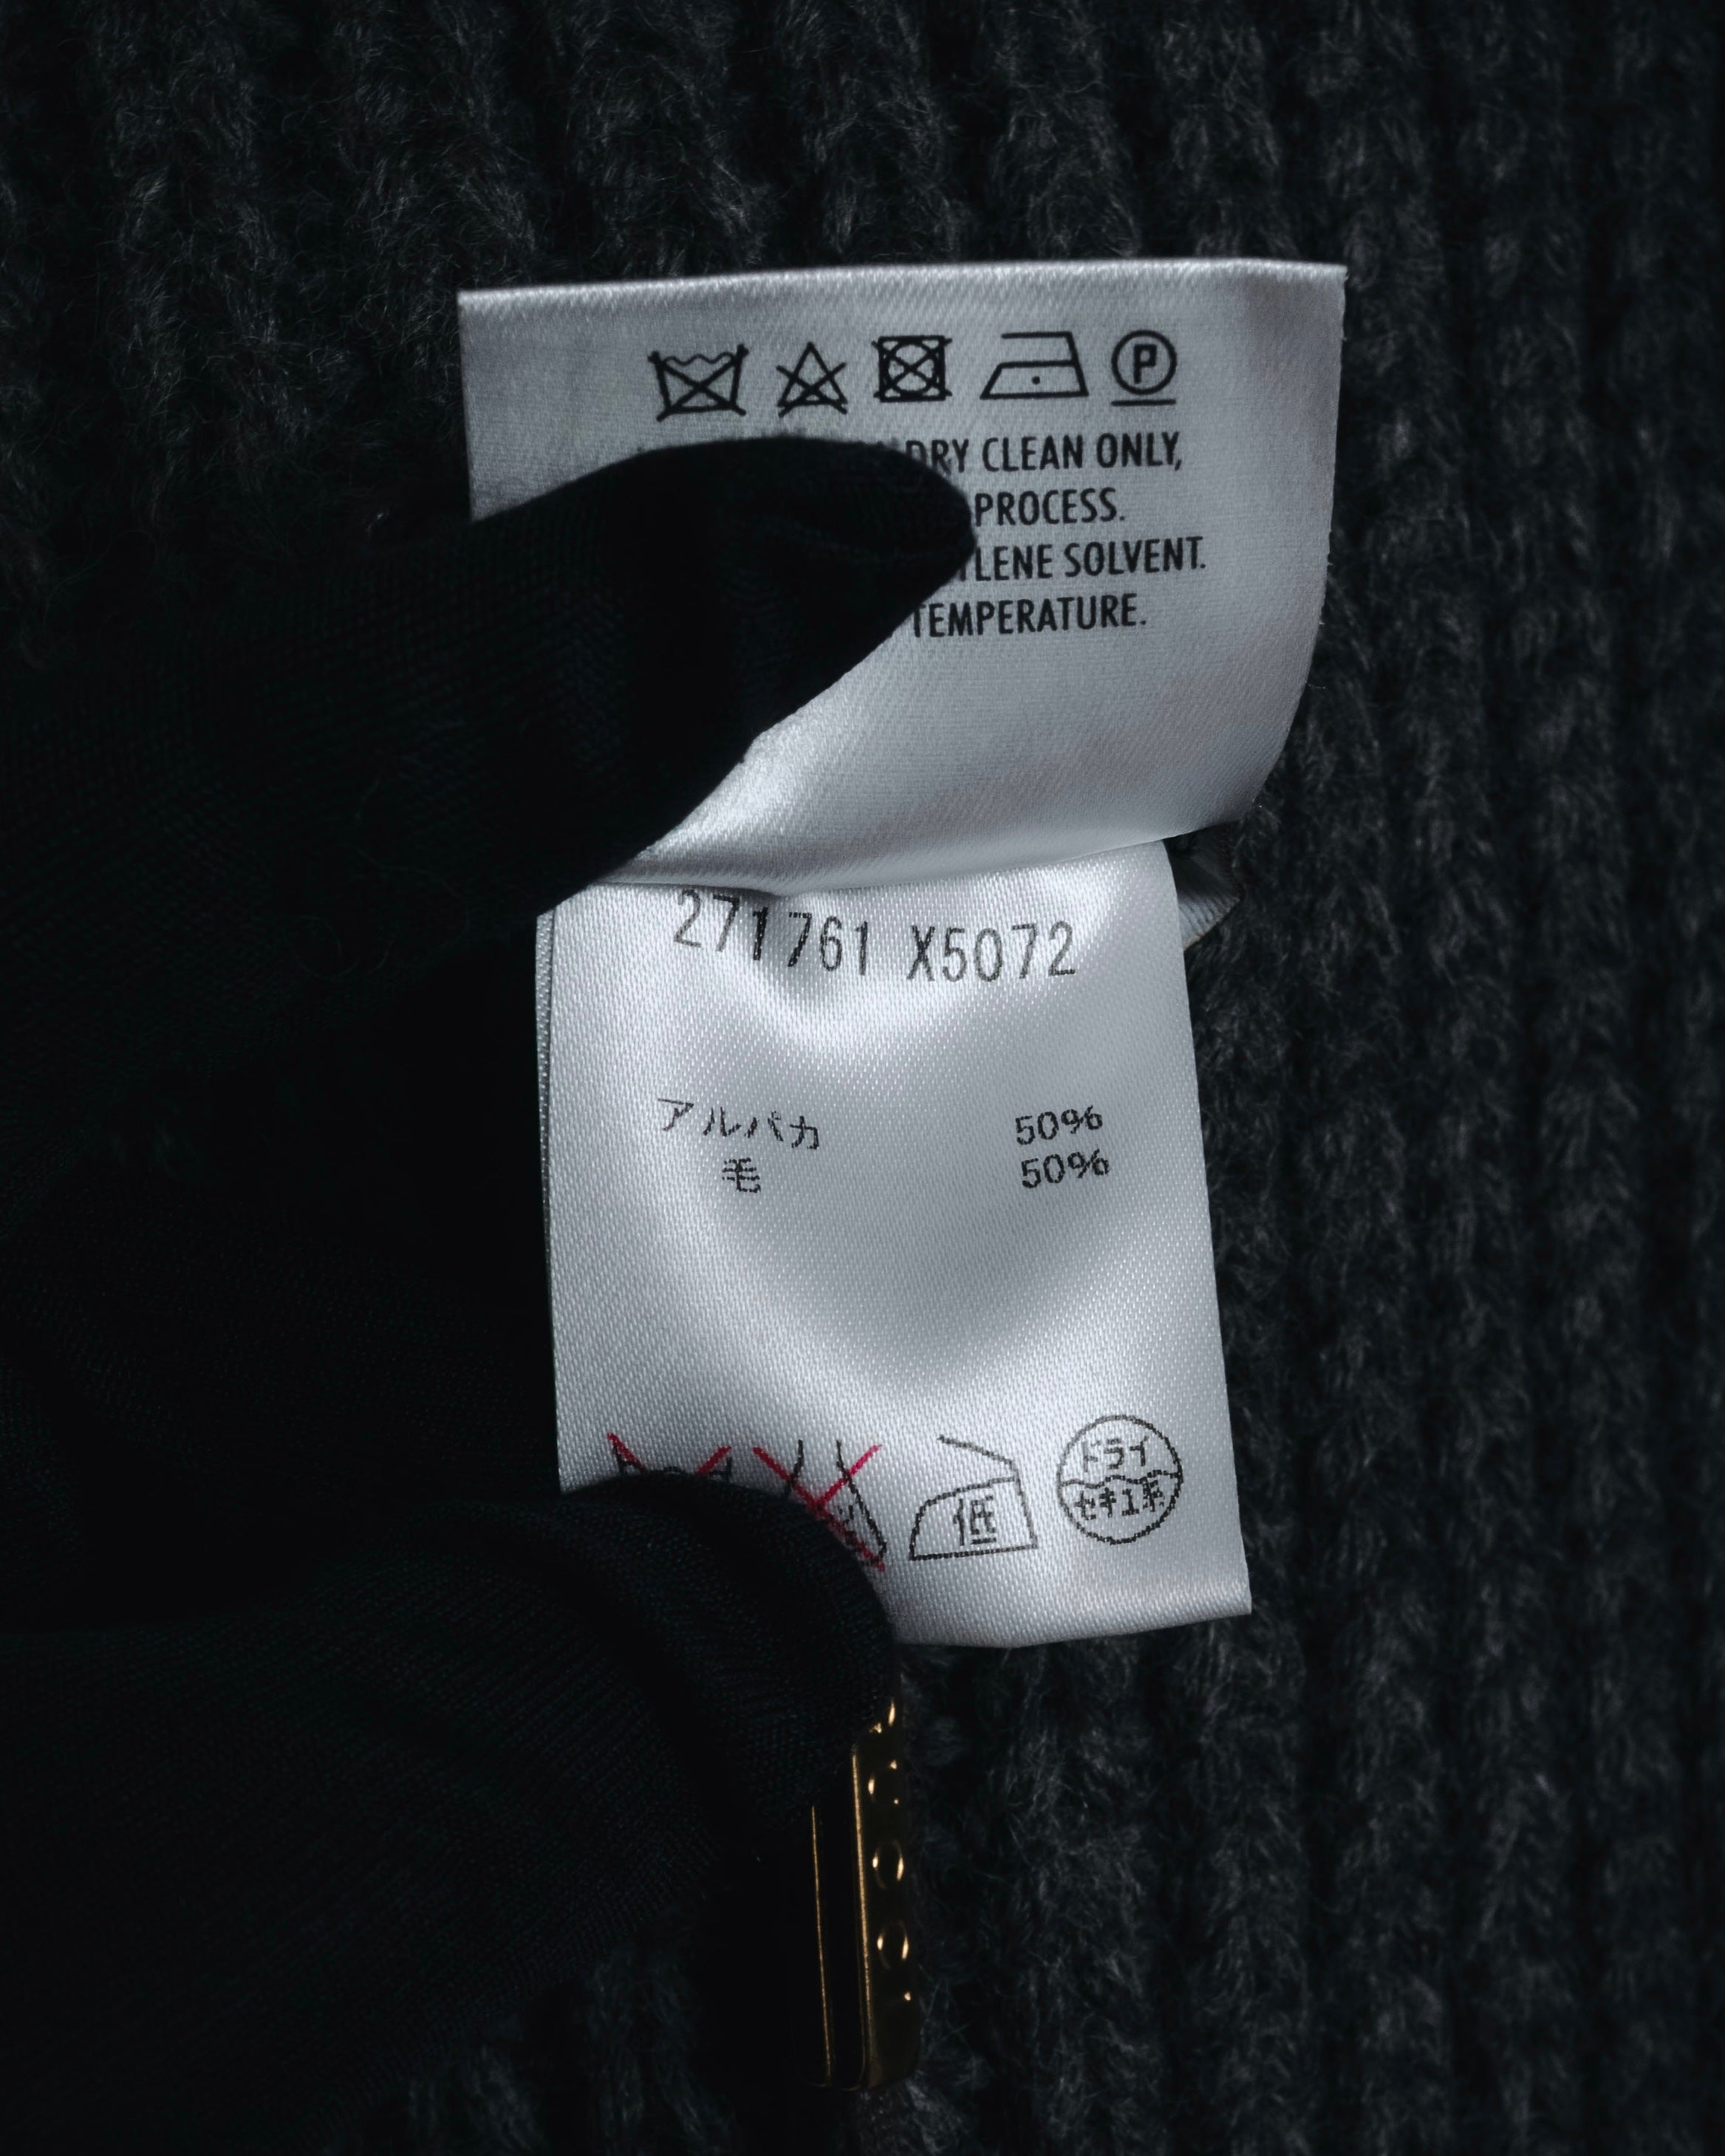 P
DRY CLEAN ONLY,
PROCESS.
SOLVENT.
TEMPERATURE.
271761 X5072
アルパカ 50%
毛 50%
低
ドライ
セキユ系